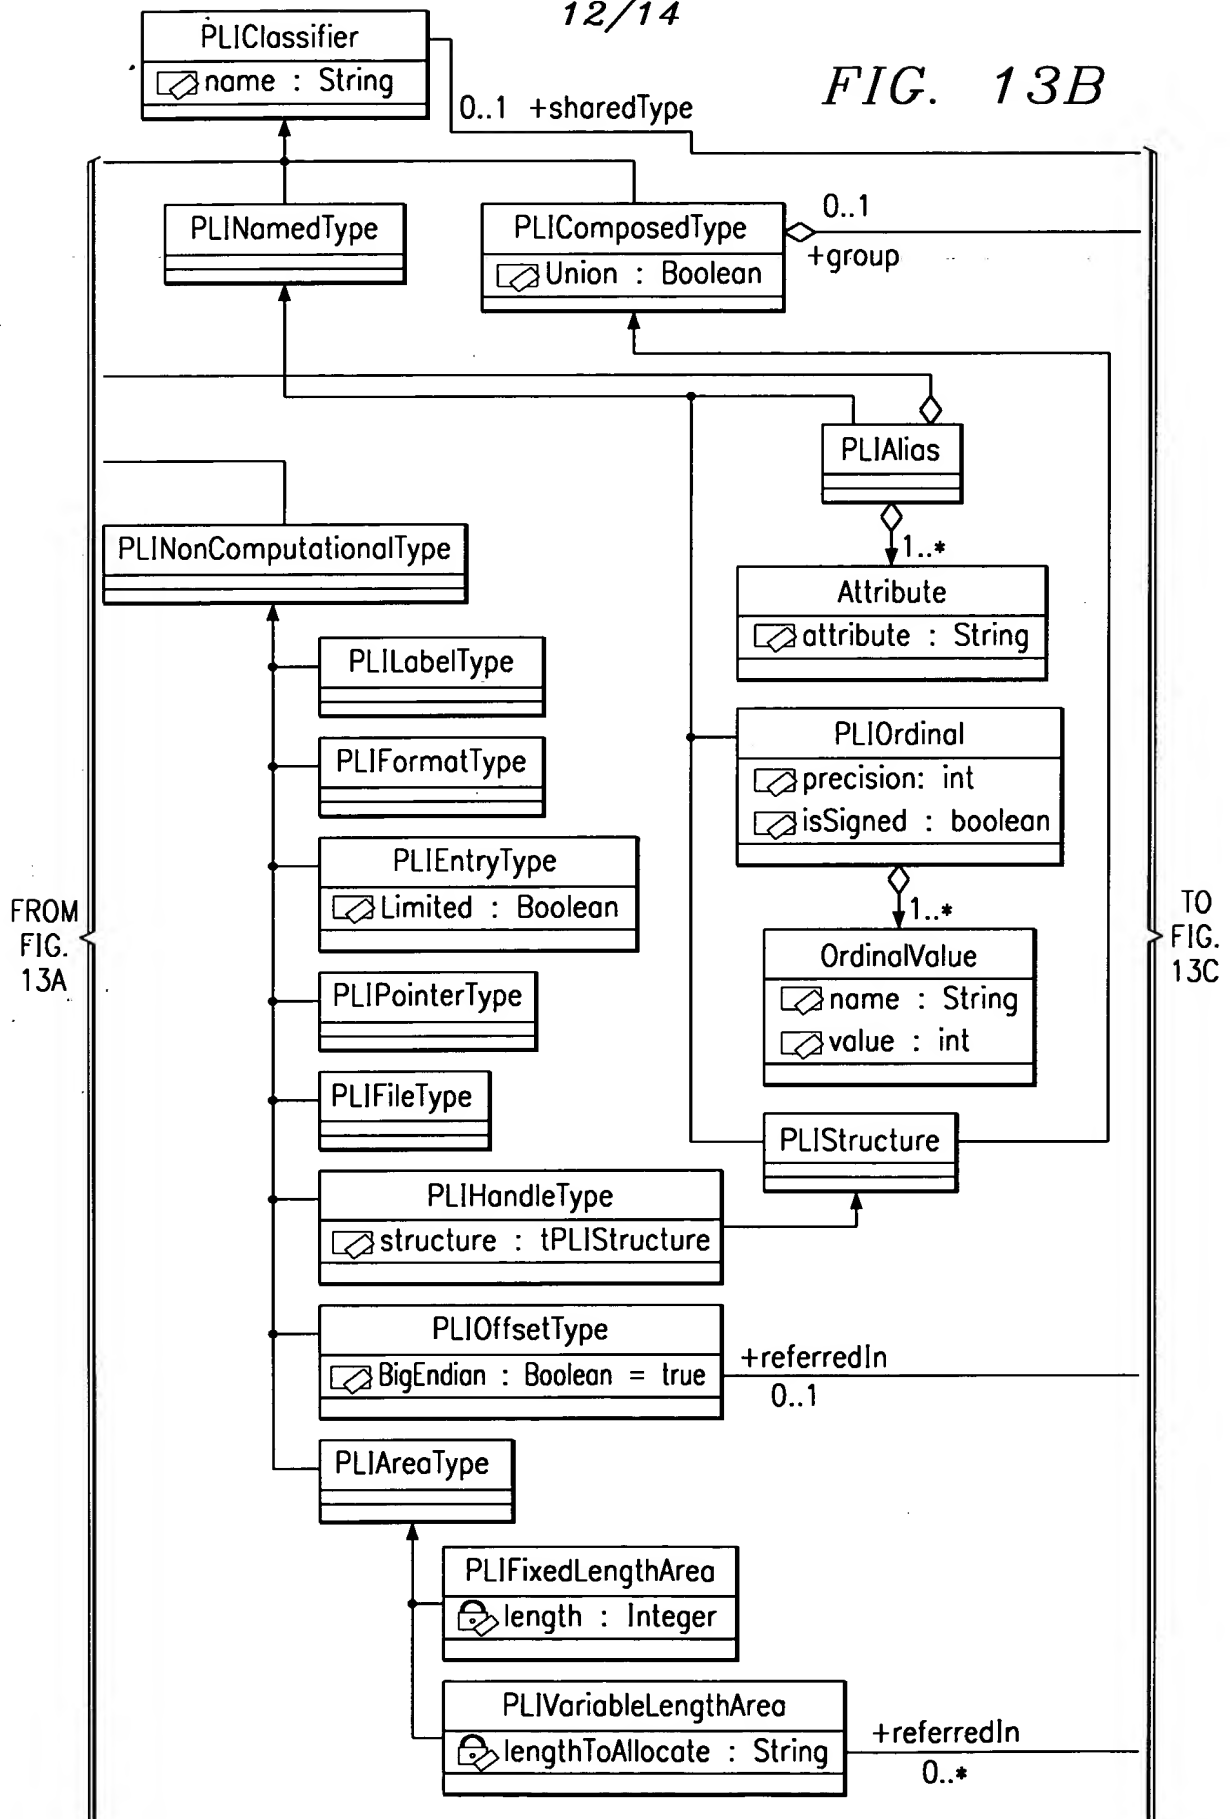 12/14
FIG. 13B
PLIClassifier
name : String
0..1 +sharedType
PLINamedType
PLIComposedType
Union : Boolean
0..1
+group
PLIAlias
1..*
PLINonComputationalType
Attribute
attribute : String
PLILabelType
PLIOrdinal
precision: int
isSigned : boolean
PLIFormatType
PLIEntryType
Limited : Boolean
1..*
FROM
FIG.
13A
TO
FIG.
13C
OrdinalValue
name : String
value : int
PLIPointerType
PLIFileType
PLIStructure
PLIHandleType
structure : tPLIStructure
PLIOffsetType
BigEndian : Boolean = true
+referredIn
0..1
PLIAreaType
PLIFixedLengthArea
length : Integer
PLIVariableLengthArea
lengthToAllocate : String
+referredIn
0..*